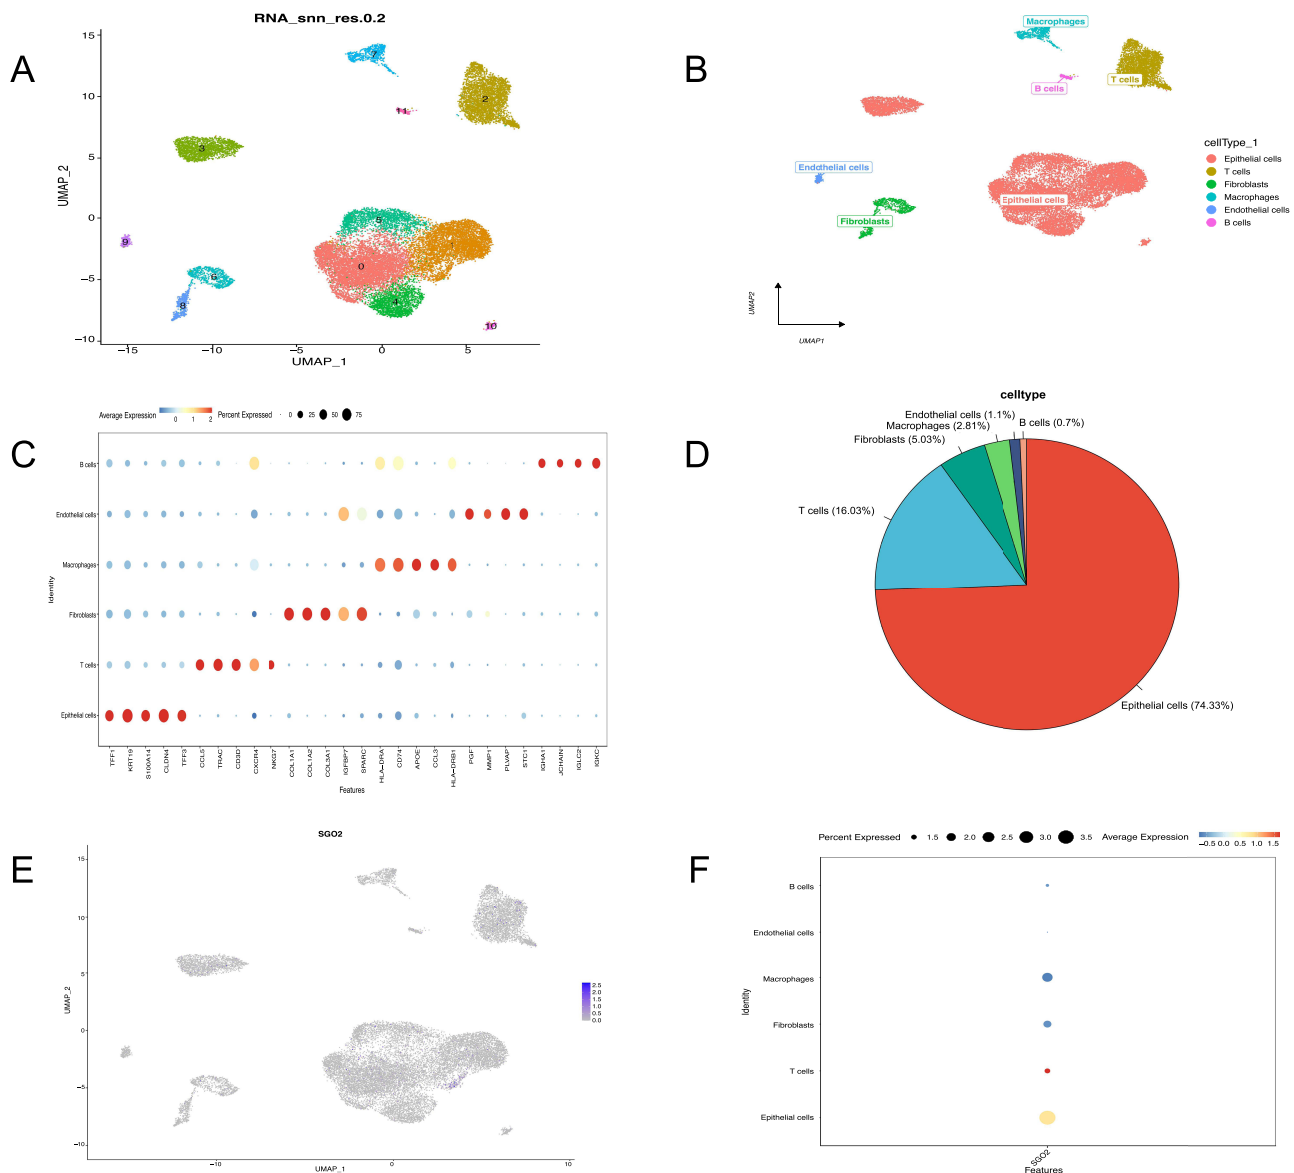 A
RNA_snn_res.0.2
15
10
5
0
−5
−10
−15
−10
−5
0
5
UMAP_2
UMAP_1
0
1
2
3
4
5
6
7
8
9
10
11
B
Macrophages
T cells
B cells
Endothelial cells
Fibroblasts
Epithelial cells
cellType_1
Epithelial cells
T cells
Fibroblasts
Macrophages
Endothelial cells
B cells
UMAP2
UMAP1
C
Average Expression
0 1 2
Percent Expressed
0 25 50 75
B cells
Endothelial cells
Macrophages
Fibroblasts
T cells
Epithelial cells
Identity
TFF1
KRT19
S100A14
CLDN4
TFF3
CCL5
TRAC
CD3D
CXCR4
NKG7
COL1A1
COL1A2
COL3A1
IGFBP7
SPARC
HLA−DRA
CD74
APOE
CCL3
HLA−DRB1
PGF
MMP1
PLVAP
STC1
IGHA1
JCHAIN
IGLC2
IGKC
Features
D
celltype
Endothelial cells (1.1%)
B cells (0.7%)
Macrophages (2.81%)
Fibroblasts (5.03%)
T cells (16.03%)
Epithelial cells (74.33%)
E
SGO2
15
10
5
0
−5
−10
−10
0
10
UMAP_2
UMAP_1
2.5
2.0
1.5
1.0
0.5
0.0
F
Percent Expressed
1.5 2.0 2.5 3.0 3.5
Average Expression
−0.5 0.0 0.5 1.0 1.5
B cells
Endothelial cells
Macrophages
Fibroblasts
T cells
Epithelial cells
Identity
SGO2
Features